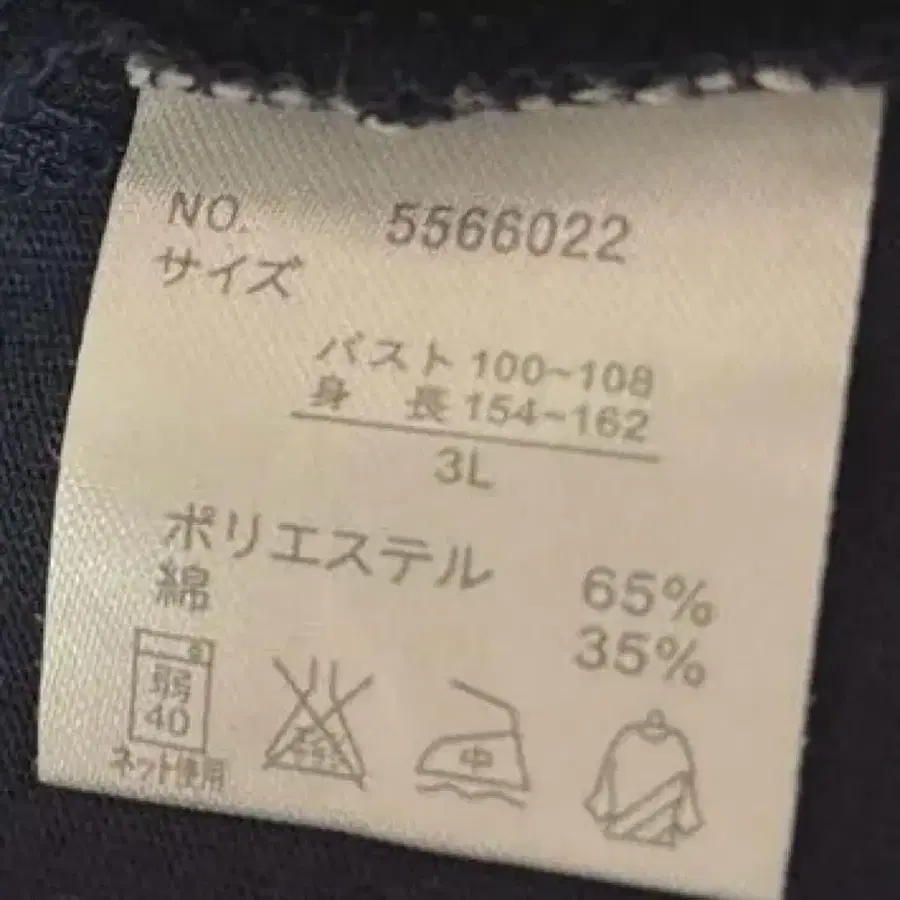 NO. 5566022
サイズ
バスト 100~108
身 長 154~162
3L
ポリエステル 65%
綿 35%
弱
40
ネット使用
中